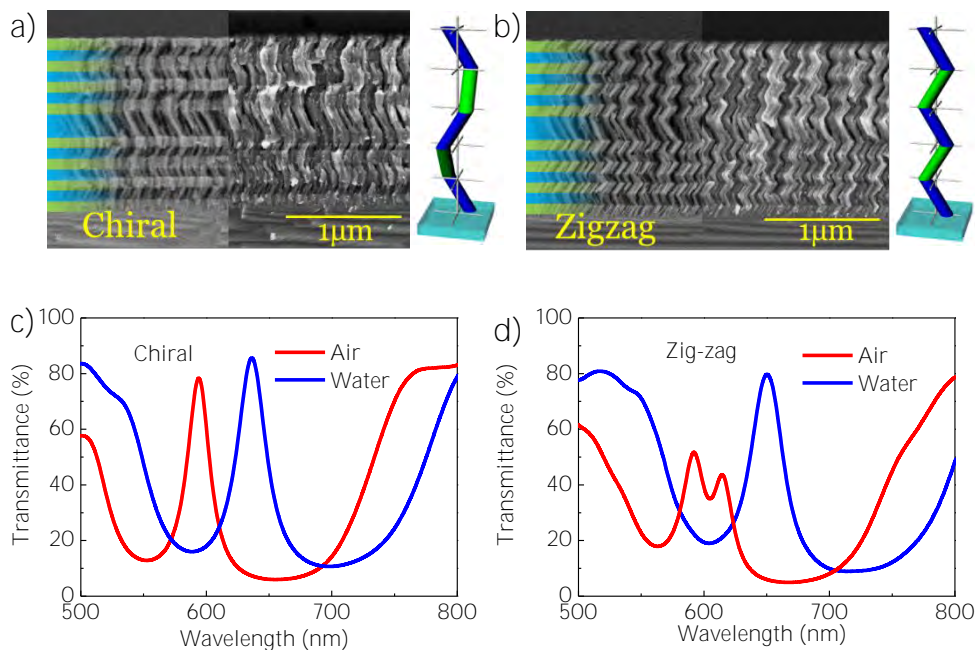 a)
b)
Chiral
1μm
Zigzag
1μm
c)
Chiral
Air
Water
Transmittance (%)
100
80
60
40
20
0
500
600
700
800
Wavelength (nm)
d)
Zig-zag
Air
Water
Transmittance (%)
100
80
60
40
20
0
500
600
700
800
Wavelength (nm)